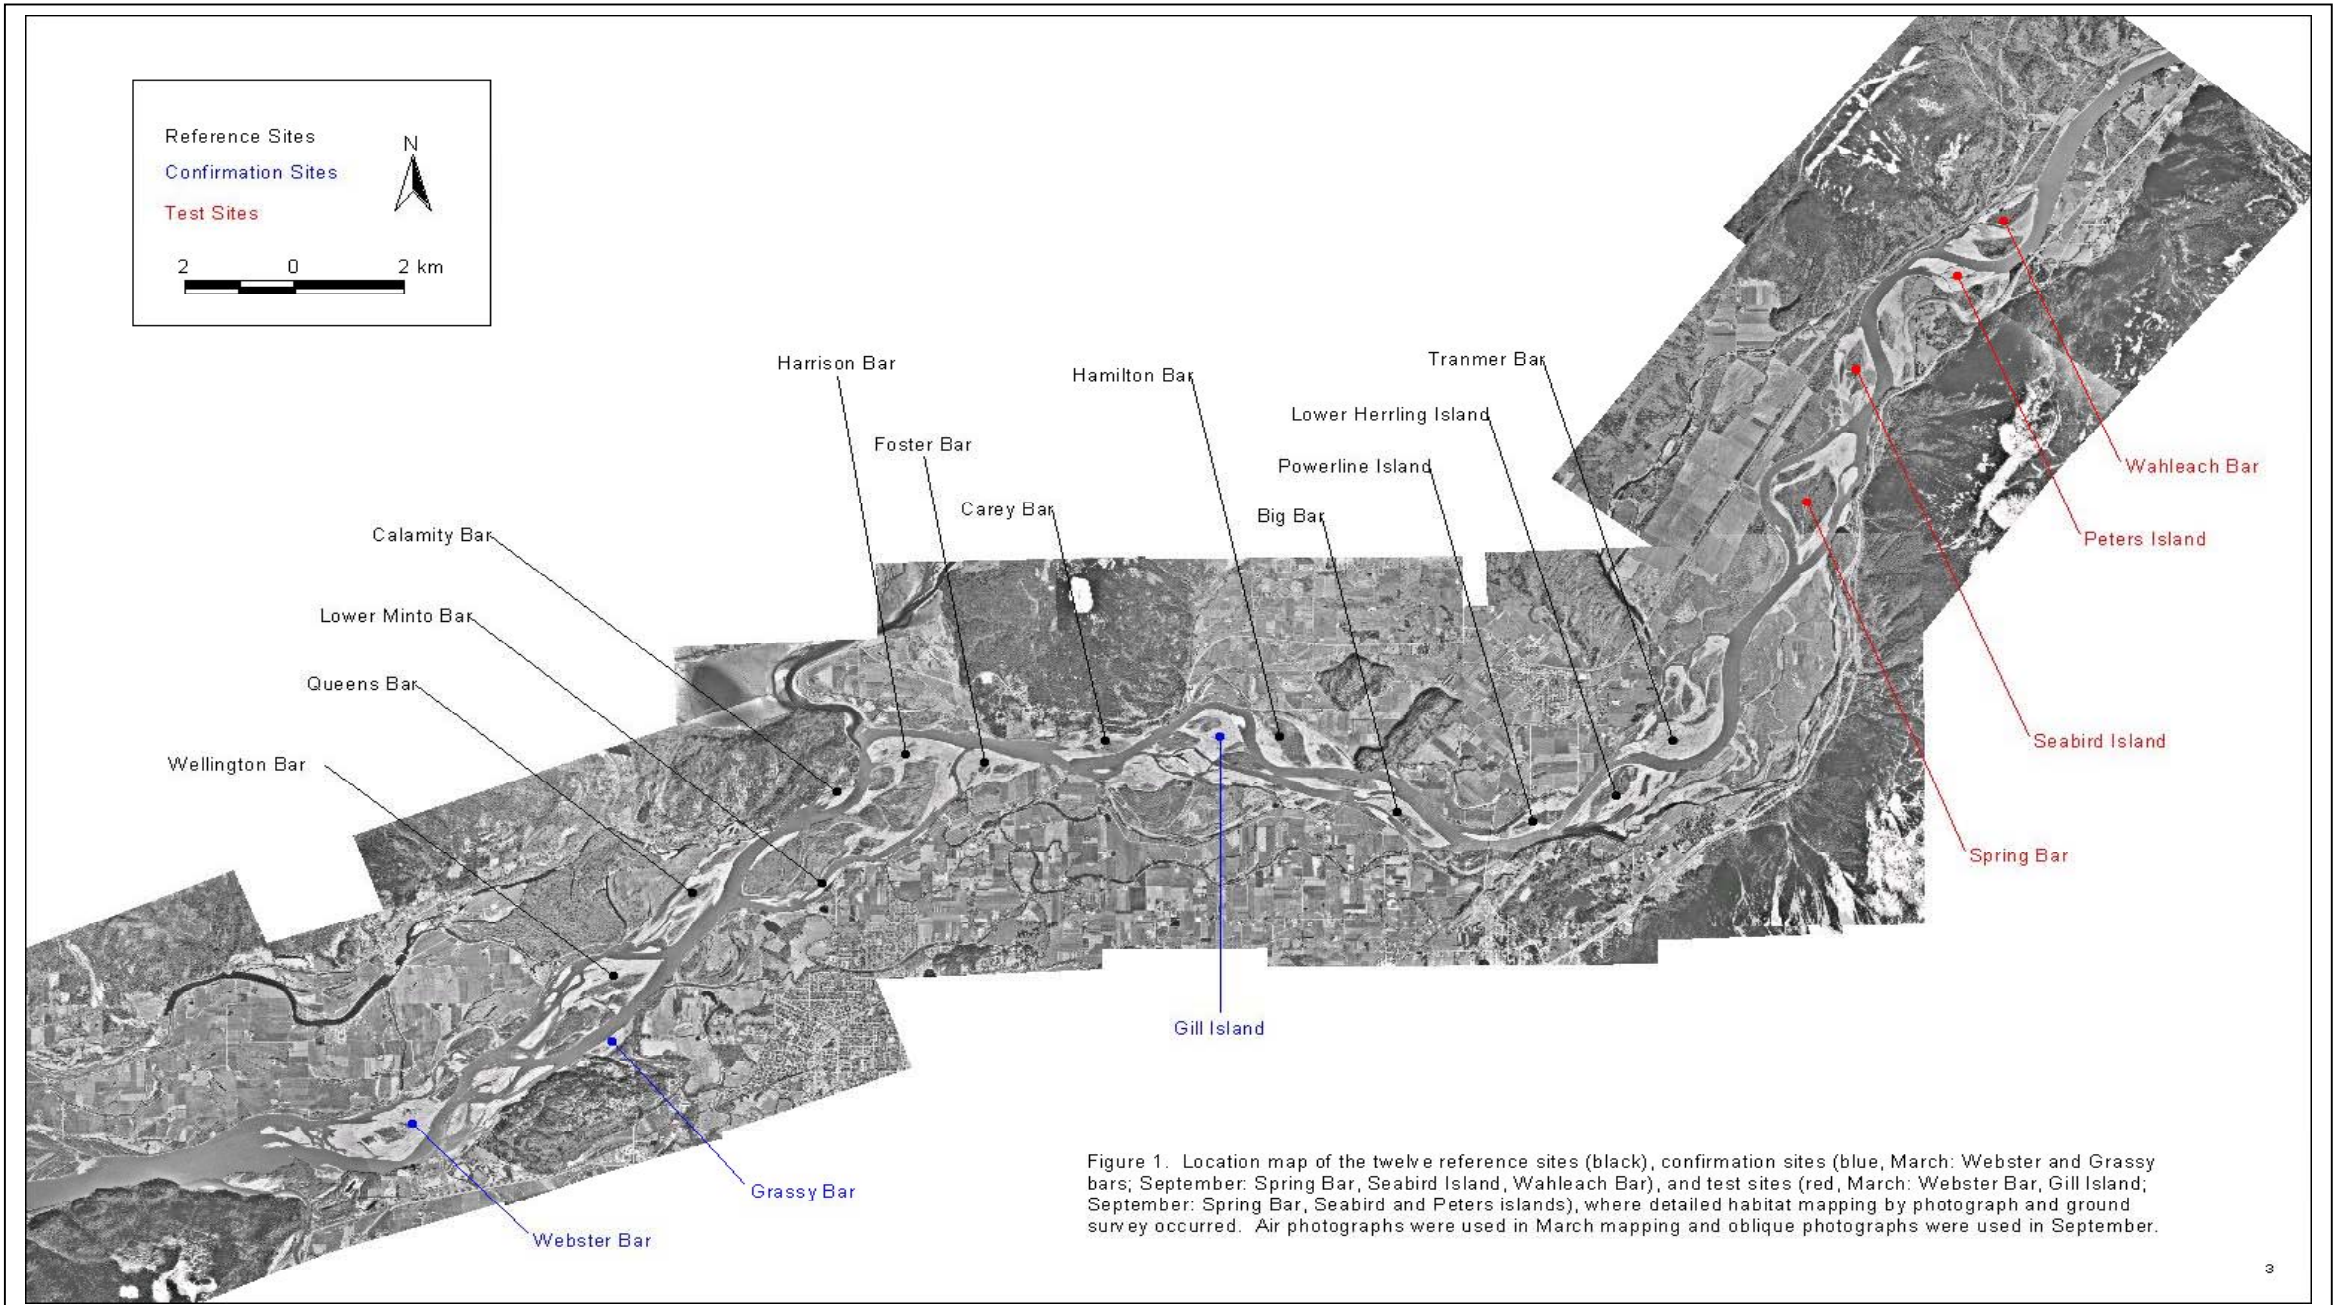 Reference Sites
N
Confirmation Sites
Test Sites
2 0 2 km
Harrison Bar
Hamilton Bar
Tranmer Bar
Lower Herrling Island
Foster Bar
Powerline Island
Wahleach Bar
Carey Bar
Big Bar
Calamity Bar
Peters Island
Lower Minto Bar
Queens Bar
Seabird Island
Wellington Bar
Spring Bar
Gill Island
Grassy Bar
Webster Bar
Figure 1. Location map of the twelve reference sites (black), confirmation sites (blue, March: Webster and Grassy
bars; September: Spring Bar, Seabird Island, Wahleach Bar), and test sites (red, March: Webster Bar, Gill Island;
September: Spring Bar, Seabird and Peters islands), where detailed habitat mapping by photograph and ground
survey occurred. Air photographs were used in March mapping and oblique photographs were used in September.
3